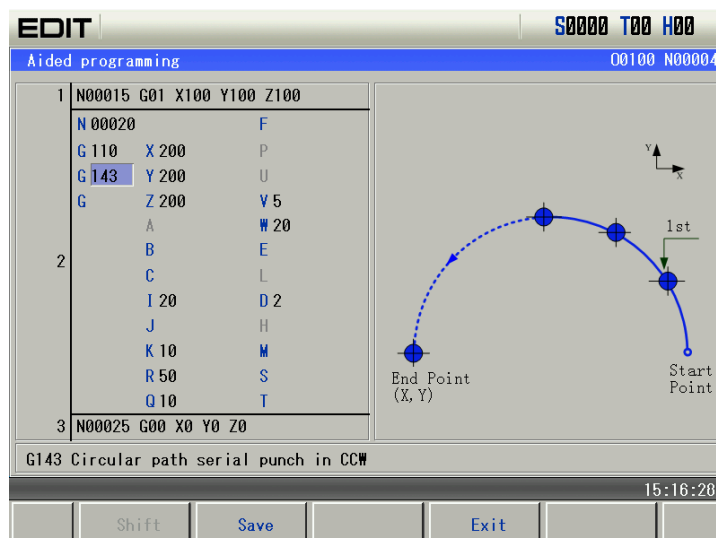 EDIT S0000 T00 H00
Aided programming O0100 N00004
1 N00015 G01 X100 Y100 Z100
N 00020 F
G 110 X 200 P
G 143 Y 200 U
G Z 200 V 5
A W 20
B E
2
C L
I 20 D 2
J H
K 10 M
R 50 S
Q 10 T
3 N00025 G00 X0 Y0 Z0
Y
X
1st
End Point
(X,Y)
Start
Point
G143 Circular path serial punch in CCW
15:16:28
Shift Save Exit